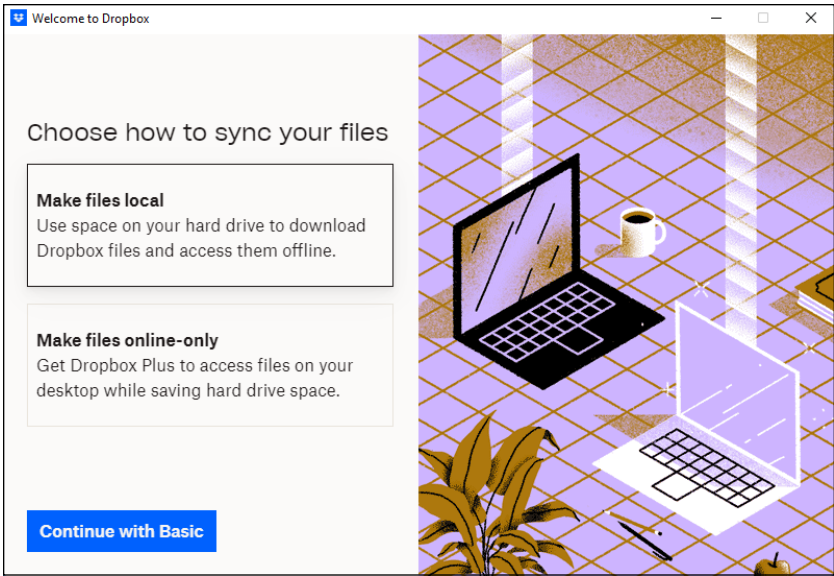 Welcome to Dropbox
Choose how to sync your files
Make files local
Use space on your hard drive to download
Dropbox files and access them offline.
Make files online-only
Get Dropbox Plus to access files on your
desktop while saving hard drive space.
Continue with Basic